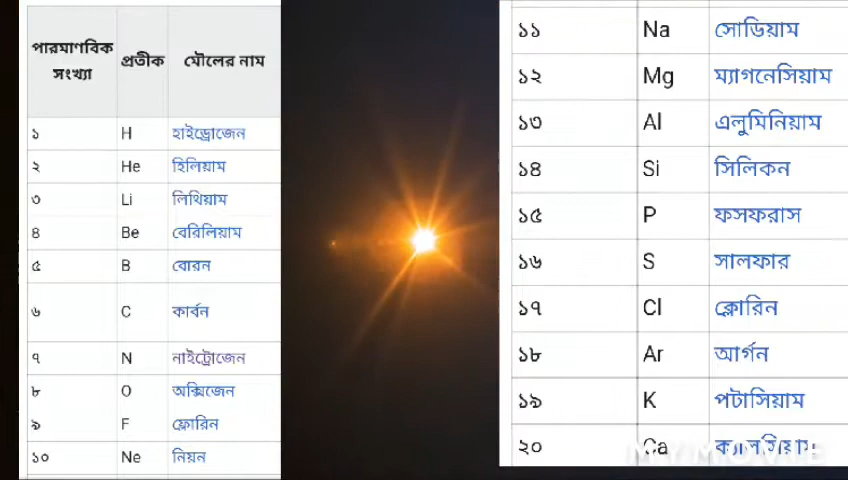 পারমাণবিক সংখ্যা প্রতীক মৌলের নাম
১ H হাইড্রোজেন
২ He হিলিয়াম
৩ Li লিথিয়াম
৪ Be বেরিলিয়াম
৫ B বোরন
৬ C কার্বন
৭ N নাইট্রোজেন
৮ O অক্সিজেন
৯ F ফ্লোরিন
১০ Ne নিয়ন
১১ Na সোডিয়াম
১২ Mg ম্যাগনেসিয়াম
১৩ Al এলুমিনিয়াম
১৪ Si সিলিকন
১৫ P ফসফরাস
১৬ S সালফার
১৭ Cl ক্লোরিন
১৮ Ar আর্গন
১৯ K পটাসিয়াম
২০ Ca ক্যালসিয়াম
MYMOVIE